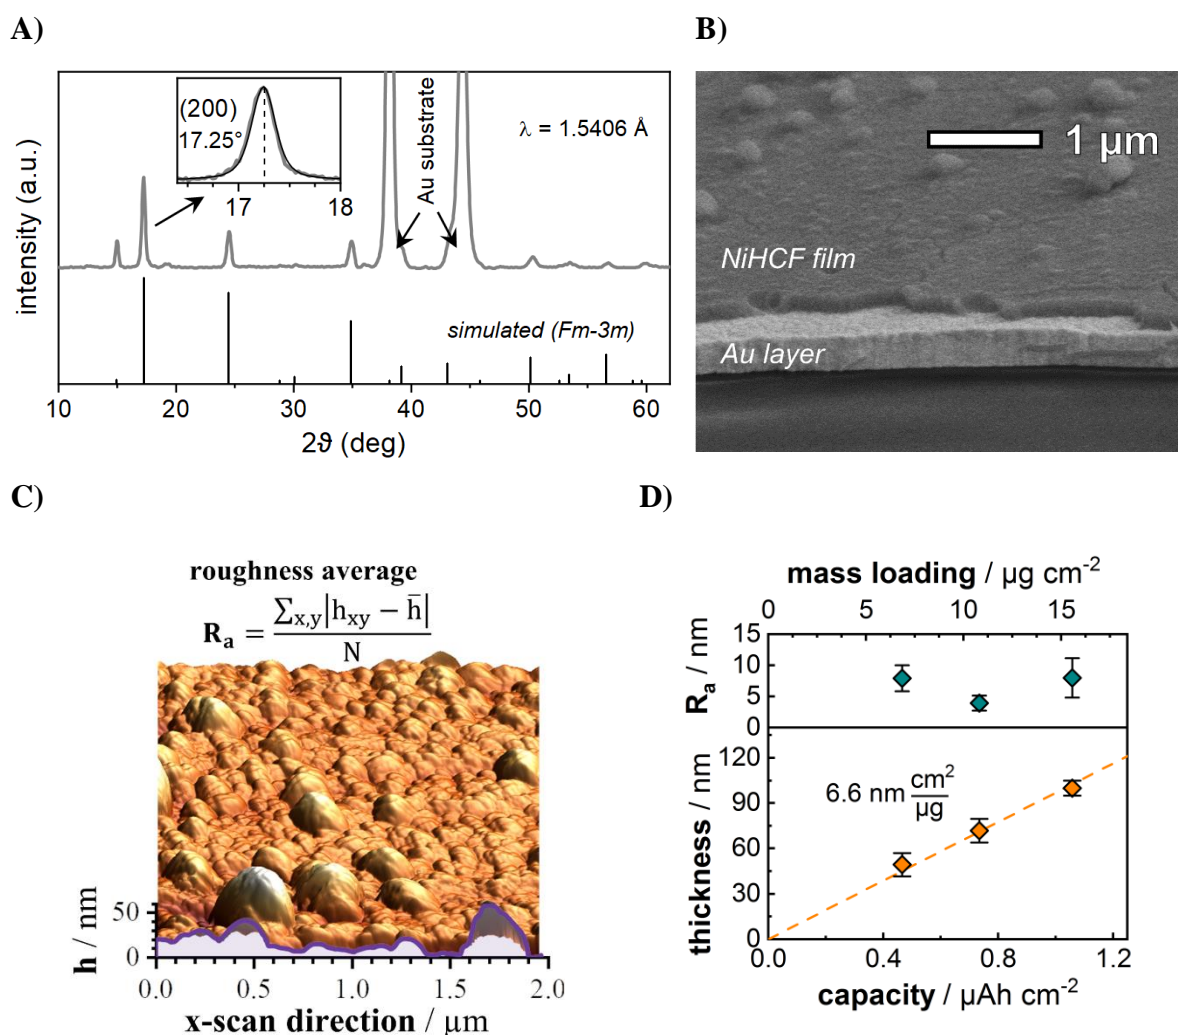 A)
(200)
17.25°
17
18
Au substrate
λ = 1.5406 Å
intensity (a.u.)
simulated (Fm-3m)
10
20
30
40
50
60
2ϑ (deg)
B)
1 µm
NiHCF film
Au layer
C)
roughness average
R_a = ∑_{x,y}|h_{xy} − h̄| / N
h / nm
50
0
0.0
0.5
1.0
1.5
2.0
x-scan direction / µm
D)
mass loading / µg cm⁻²
0
5
10
15
R_a / nm
15
10
5
0
thickness / nm
120
90
60
30
0
6.6 nm cm²/µg
0.0
0.4
0.8
1.2
capacity / µAh cm⁻²